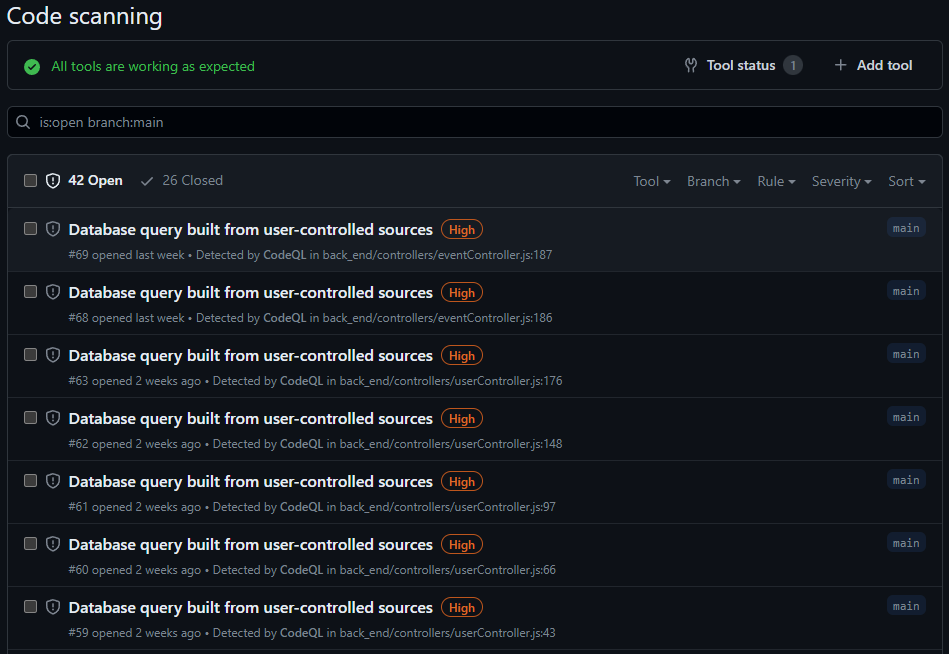 Code scanning
All tools are working as expected
Tool status 1
Add tool
is:open branch:main
42 Open 26 Closed Tool Branch Rule Severity Sort
Database query built from user-controlled sources High main
#69 opened last week • Detected by CodeQL in back_end/controllers/eventController.js:187
Database query built from user-controlled sources High main
#68 opened last week • Detected by CodeQL in back_end/controllers/eventController.js:186
Database query built from user-controlled sources High main
#63 opened 2 weeks ago • Detected by CodeQL in back_end/controllers/userController.js:176
Database query built from user-controlled sources High main
#62 opened 2 weeks ago • Detected by CodeQL in back_end/controllers/userController.js:148
Database query built from user-controlled sources High main
#61 opened 2 weeks ago • Detected by CodeQL in back_end/controllers/userController.js:97
Database query built from user-controlled sources High main
#60 opened 2 weeks ago • Detected by CodeQL in back_end/controllers/userController.js:66
Database query built from user-controlled sources High main
#59 opened 2 weeks ago • Detected by CodeQL in back_end/controllers/userController.js:43